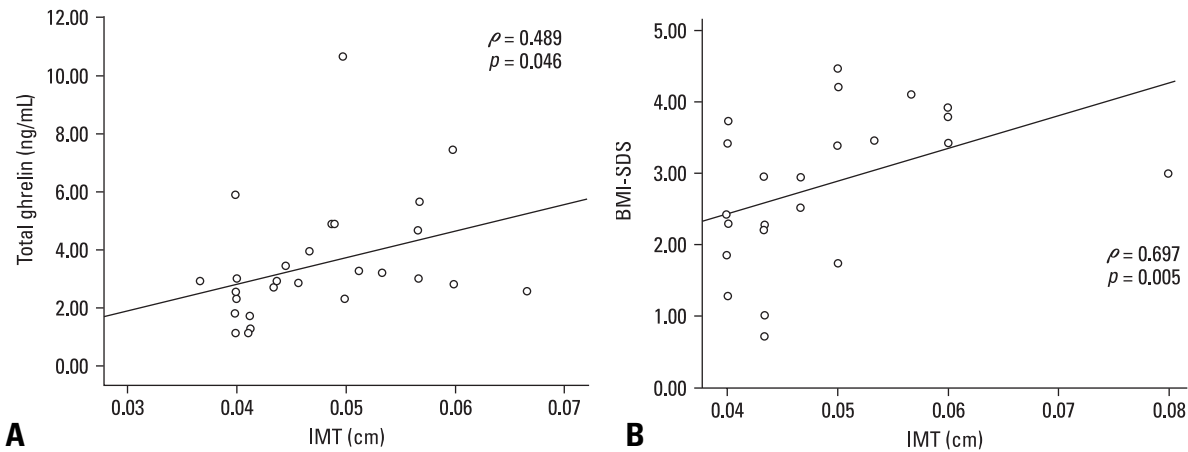 12.00
10.00
8.00
6.00
4.00
2.00
0.00
Total ghrelin (ng/mL)
ρ = 0.489
p = 0.046
0.03 0.04 0.05 0.06 0.07
IMT (cm)
A
5.00
4.00
3.00
2.00
1.00
0.00
BMI-SDS
ρ = 0.697
p = 0.005
0.04 0.05 0.06 0.07 0.08
IMT (cm)
B